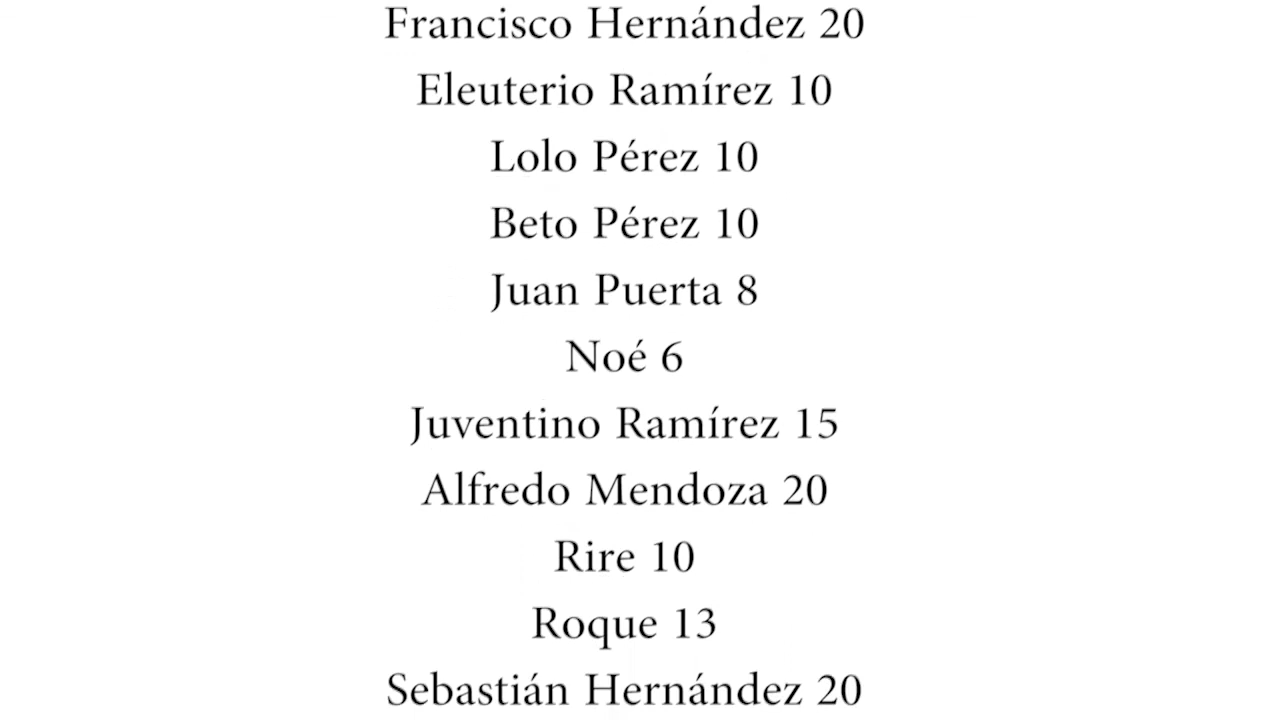 Francisco Hernández 20
Eleuterio Ramírez 10
Lolo Pérez 10
Beto Pérez 10
Juan Puerta 8
Noé 6
Juventino Ramírez 15
Alfredo Mendoza 20
Rire 10
Roque 13
Sebastián Hernández 20